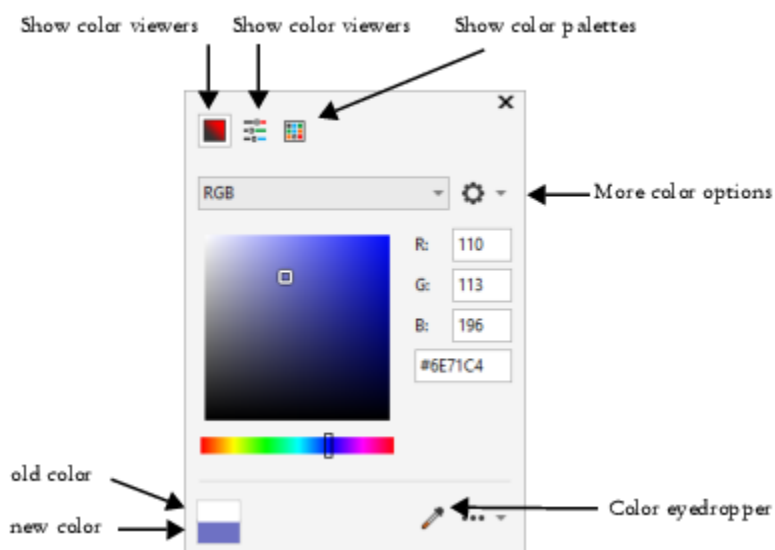 Show color viewers
Show color viewers
Show color palettes
RGB
More color options
R: 110
G: 113
B: 196
#6E71C4
old color
new color
Color eyedropper